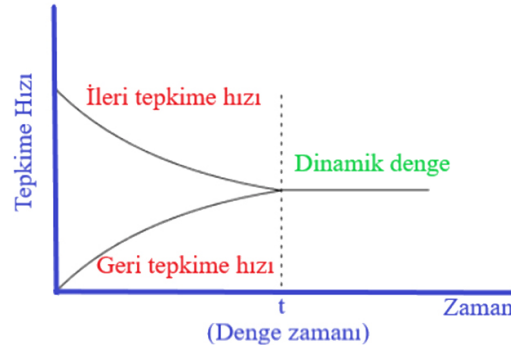 Tepkime Hızı
İleri tepkime hızı
Dinamik denge
Geri tepkime hızı
t
Zaman
(Denge zamanı)